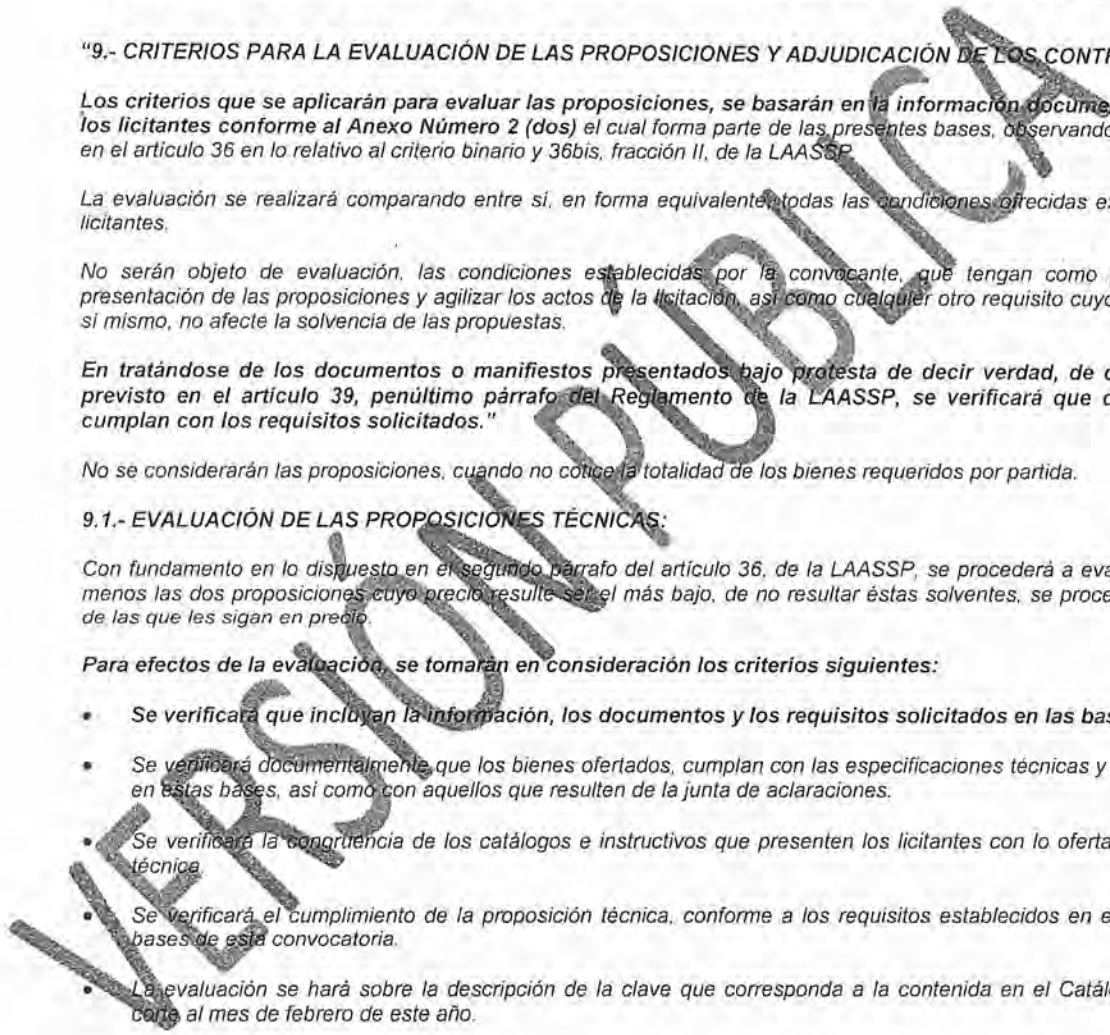 "9.- CRITERIOS PARA LA EVALUACIÓN DE LAS PROPOSICIONES Y ADJUDICACIÓN DE LOS CONTR
Los criterios que se aplicarán para evaluar las proposiciones, se basarán en la información docume
los licitantes conforme al Anexo Número 2 (dos) el cual forma parte de las presentes bases, observando
en el artículo 36 en lo relativo al criterio binario y 36bis, fracción II, de la LAASSP.
La evaluación se realizará comparando entre sí, en forma equivalente, todas las condiciones ofrecidas ex
licitantes.
No serán objeto de evaluación, las condiciones establecidas por la convocante, que tengan como
presentación de las proposiciones y agilizar los actos de la licitación, así como cualquier otro requisito cuyo
si mismo, no afecte la solvencia de las propuestas.
En tratándose de los documentos o manifiestos presentados bajo protesta de decir verdad, de c
previsto en el artículo 39, penúltimo párrafo del Reglamento de la LAASSP, se verificará que d
cumplan con los requisitos solicitados."
No se considerarán las proposiciones, cuando no cotice la totalidad de los bienes requeridos por partida.
9.1.- EVALUACIÓN DE LAS PROPOSICIONES TÉCNICAS:
Con fundamento en lo dispuesto en el segundo párrafo del artículo 36, de la LAASSP, se procederá a eva
menos las dos proposiciones cuyo precio resulte ser el más bajo, de no resultar éstas solventes, se proce
de las que les sigan en precio.
Para efectos de la evaluación, se tomarán en consideración los criterios siguientes:
• Se verificará que incluyan la información, los documentos y los requisitos solicitados en las bas
• Se verificará documentalmente que los bienes ofertados, cumplan con las especificaciones técnicas y
en estas bases, así como con aquellos que resulten de la junta de aclaraciones.
• Se verificará la congruencia de los catálogos e instructivos que presenten los licitantes con lo oferta
técnica.
• Se verificará el cumplimiento de la proposición técnica, conforme a los requisitos establecidos en e
bases de esta convocatoria.
• La evaluación se hará sobre la descripción de la clave que corresponda a la contenida en el Catálo
corte al mes de febrero de este año.
VERSIÓN PÚBLICA